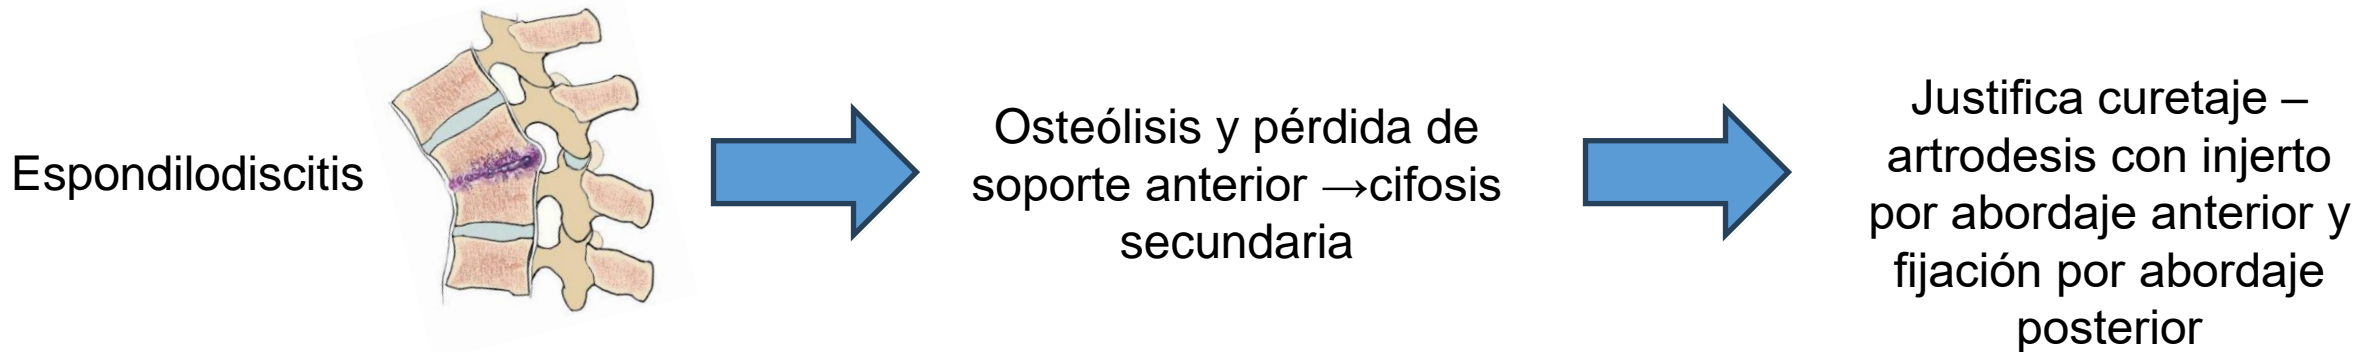 Espondilodiscitis
Osteólisis y pérdida de
soporte anterior →cifosis
secundaria
Justifica curetaje –
artrodesis con injerto
por abordaje anterior y
fijación por abordaje
posterior